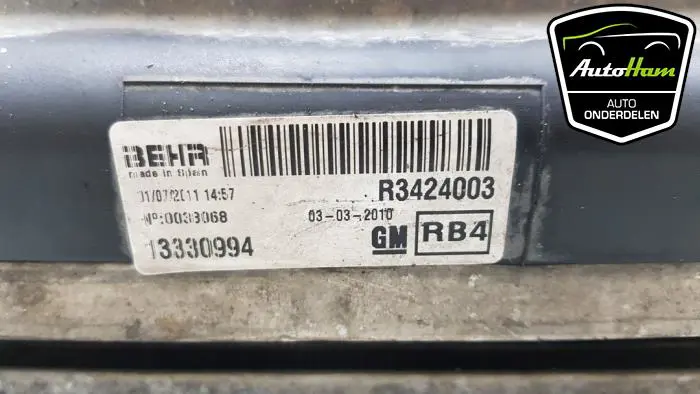 AutoHam
AUTO
ONDERDELEN
BEHR
made in Spain
R3424003
01/07/2011 14:57
Nº:0033068
03-03-2010
GM
RB4
13330994